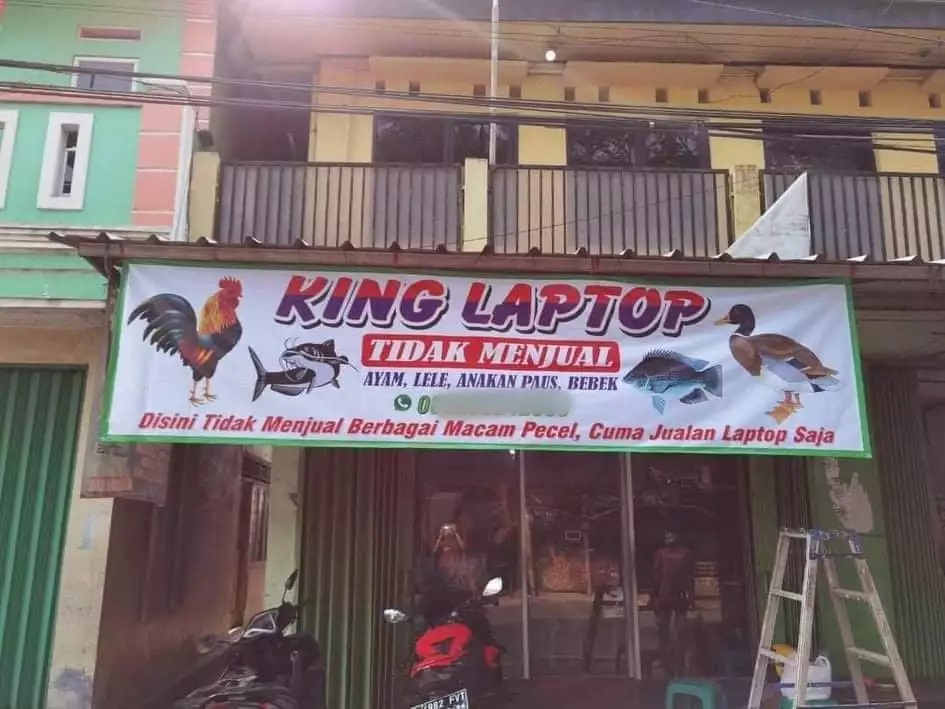 KING LAPTOP
TIDAK MENJUAL
AYAM, LELE, ANAKAN PAUS, BEBEK
Disini Tidak Menjual Berbagai Macam Pecel, Cuma Jualan Laptop Saja